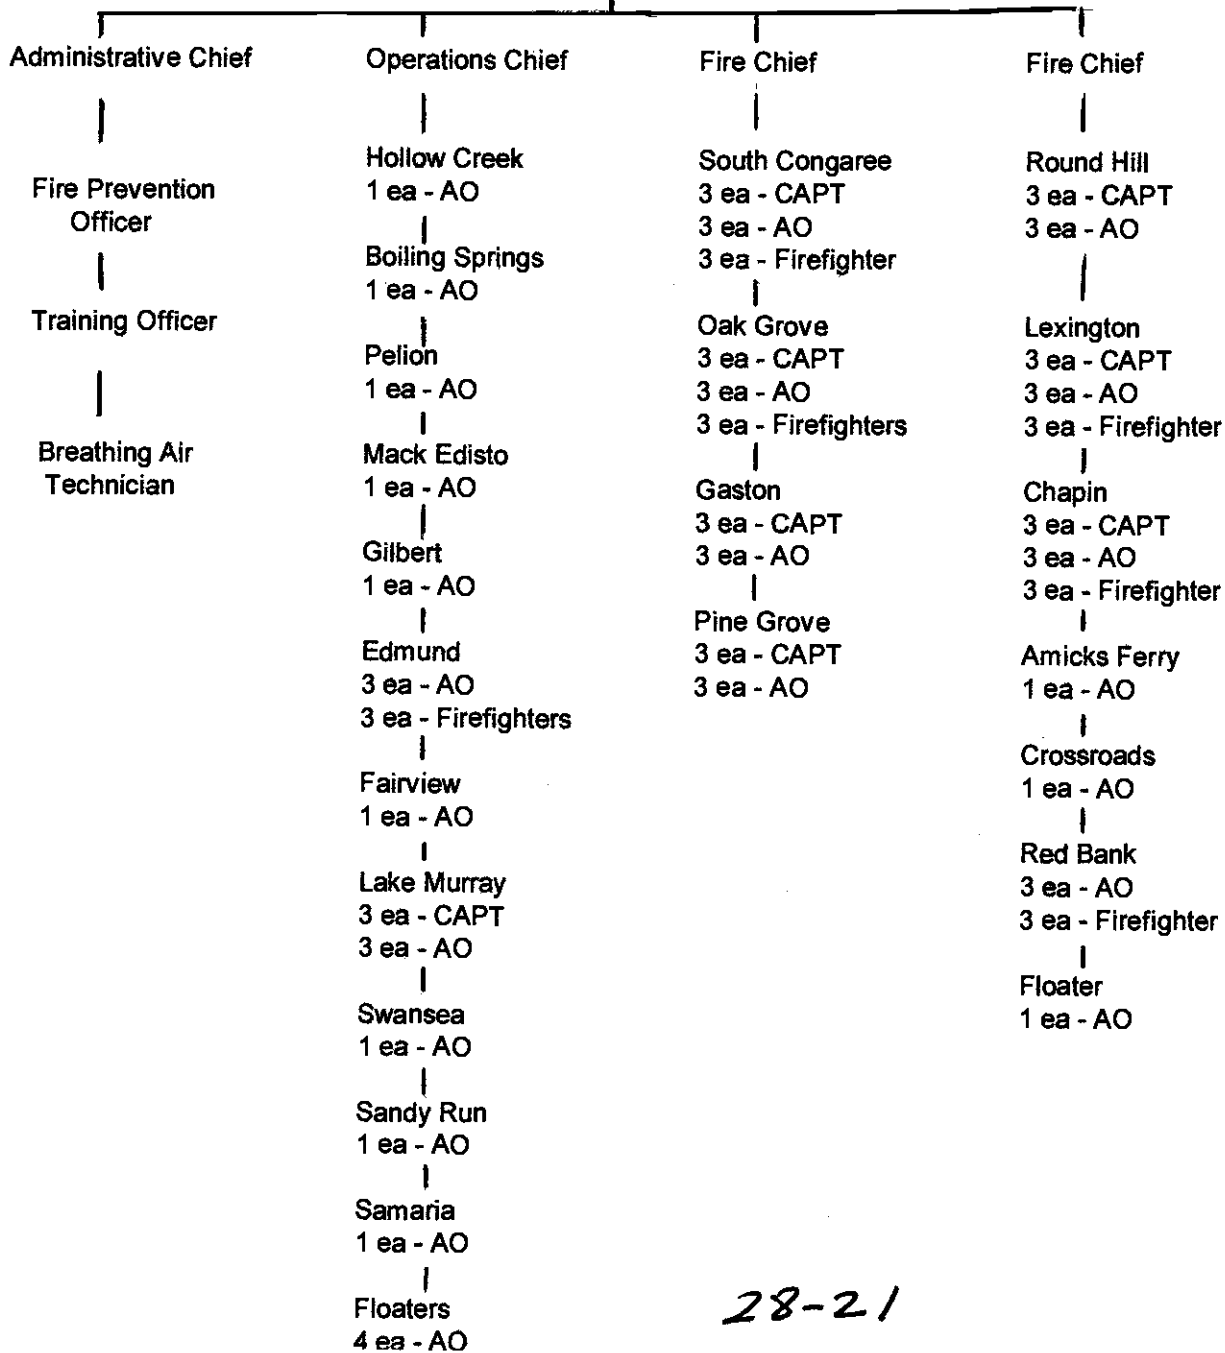 Administrative Chief
Fire Prevention
Officer
Training Officer
Breathing Air
Technician
Operations Chief
Hollow Creek
1 ea - AO
Boiling Springs
1 ea - AO
Pelion
1 ea - AO
Mack Edisto
1 ea - AO
Gilbert
1 ea - AO
Edmund
3 ea - AO
3 ea - Firefighters
Fairview
1 ea - AO
Lake Murray
3 ea - CAPT
3 ea - AO
Swansea
1 ea - AO
Sandy Run
1 ea - AO
Samaria
1 ea - AO
Floaters
4 ea - AO
Fire Chief
South Congaree
3 ea - CAPT
3 ea - AO
3 ea - Firefighter
Oak Grove
3 ea - CAPT
3 ea - AO
3 ea - Firefighters
Gaston
3 ea - CAPT
3 ea - AO
Pine Grove
3 ea - CAPT
3 ea - AO
Fire Chief
Round Hill
3 ea - CAPT
3 ea - AO
Lexington
3 ea - CAPT
3 ea - AO
3 ea - Firefighter
Chapin
3 ea - CAPT
3 ea - AO
3 ea - Firefighter
Amicks Ferry
1 ea - AO
Crossroads
1 ea - AO
Red Bank
3 ea - AO
3 ea - Firefighter
Floater
1 ea - AO
28-21